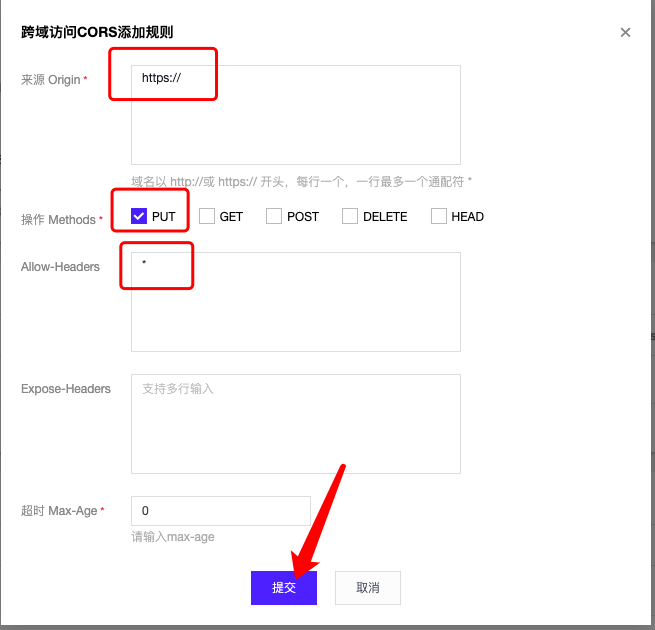 跨域访问CORS添加规则
来源 Origin *
https://
域名以 http://或 https:// 开头，每行一个，一行最多一个通配符 *
操作 Methods * PUT GET POST DELETE HEAD
Allow-Headers
*
Expose-Headers
支持多行输入
超时 Max-Age *
0
请输入max-age
提交 取消